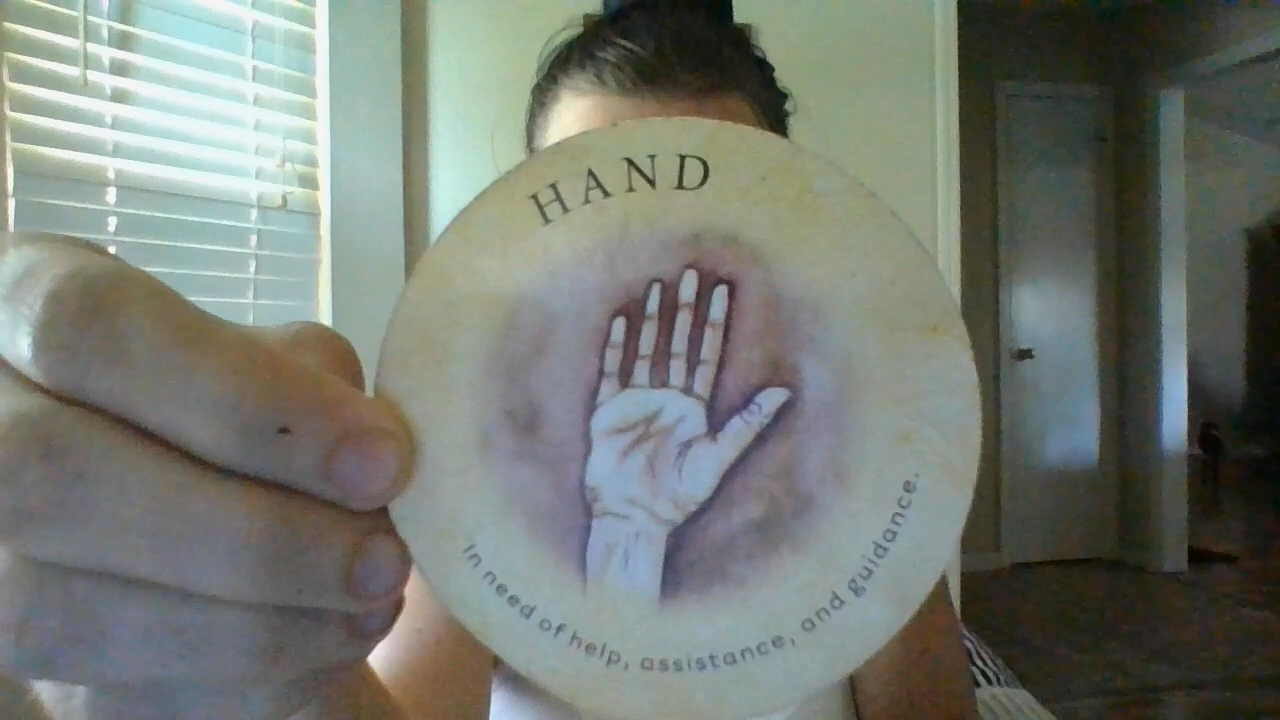 HAND
In need of help, assistance, and guidance.